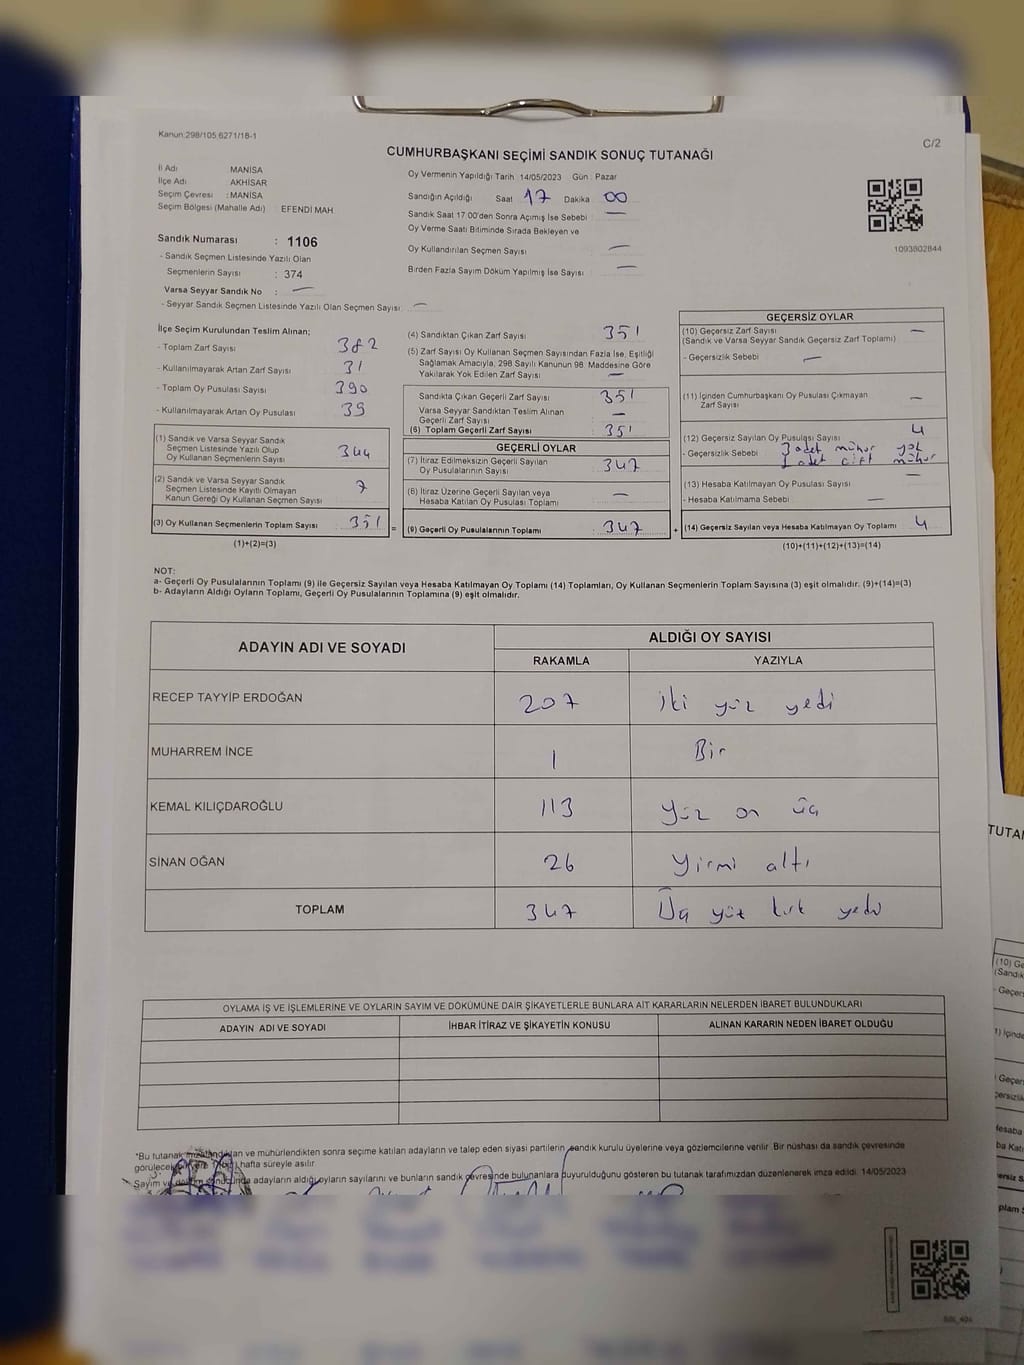 Kanun:298/105,6271/18-1
C/2
CUMHURBAŞKANI SEÇİMİ SANDIK SONUÇ TUTANAĞI
İl Adı MANİSA
İlçe Adı AKHİSAR
Seçim Çevresi : MANİSA
Seçim Bölgesi (Mahalle Adı) : EFENDİ MAH
Sandık Numarası : 1106
- Sandık Seçmen Listesinde Yazılı Olan
Seçmenlerin Sayısı : 374
Varsa Seyyar Sandık No : —
- Seyyar Sandık Seçmen Listesinde Yazılı Olan Seçmen Sayısı: —
Oy Vermenin Yapıldığı Tarih : 14/05/2023 Gün : Pazar
Sandığın Açıldığı Saat 17 Dakika 00
Sandık Saat 17:00'den Sonra Açımış İse Sebebi : —
Oy Verme Saati Bitiminde Sırada Bekleyen ve
Oy Kullandırılan Seçmen Sayısı : —
Birden Fazla Sayım Döküm Yapılmış İse Sayısı : —
1093802844
İlçe Seçim Kurulundan Teslim Alınan;
- Toplam Zarf Sayısı 382
- Kullanılmayarak Artan Zarf Sayısı 31
- Toplam Oy Pusulası Sayısı 390
- Kullanılmayarak Artan Oy Pusulası 39
(1) Sandık ve Varsa Seyyar Sandık
Seçmen Listesinde Yazılı Olup
Oy Kullanan Seçmenlerin Sayısı 344
(2) Sandık ve Varsa Seyyar Sandık
Seçmen Listesinde Kayıtlı Olmayan
Kanun Gereği Oy Kullanan Seçmen Sayısı 7
(3) Oy Kullanan Seçmenlerin Toplam Sayısı 351 =
(1)+(2)=(3)
(4) Sandıktan Çıkan Zarf Sayısı 351
(5) Zarf Sayısı Oy Kullanan Seçmen Sayısından Fazla İse, Eşitliği
Sağlamak Amacıyla, 298 Sayılı Kanunun 98. Maddesine Göre
Yakılarak Yok Edilen Zarf Sayısı : —
Sandıkta Çıkan Geçerli Zarf Sayısı : 351
Varsa Seyyar Sandıktan Teslim Alınan
Geçerli Zarf Sayısı : —
(6) Toplam Geçerli Zarf Sayısı : 351
GEÇERLİ OYLAR
(7) İtiraz Edilmeksizin Geçerli Sayılan
Oy Pusulalarının Sayısı : 347
(8) İtiraz Üzerine Geçerli Sayılan veya
Hesaba Katılan Oy Pusulası Toplamı : —
(9) Geçerli Oy Pusulalarının Toplamı : 347 +
GEÇERSİZ OYLAR
(10) Geçersiz Zarf Sayısı —
(Sandık ve Varsa Seyyar Sandık Geçersiz Zarf Toplamı)
- Geçersizlik Sebebi : —
(11) İçinden Cumhurbaşkanı Oy Pusulası Çıkmayan
Zarf Sayısı —
(12) Geçersiz Sayılan Oy Pusulası Sayısı 4
- Geçersizlik Sebebi : 3 adet mühür yok
1 adet çift mühür
(13) Hesaba Katılmayan Oy Pusulası Sayısı —
- Hesaba Katılmama Sebebi : —
(14) Geçersiz Sayılan veya Hesaba Katılmayan Oy Toplamı 4
(10)+(11)+(12)+(13)=(14)
NOT:
a- Geçerli Oy Pusulalarının Toplamı (9) ile Geçersiz Sayılan veya Hesaba Katılmayan Oy Toplamı (14) Toplamları, Oy Kullanan Seçmenlerin Toplam Sayısına (3) eşit olmalıdır. (9)+(14)=(3)
b- Adayların Aldığı Oyların Toplamı, Geçerli Oy Pusulalarının Toplamına (9) eşit olmalıdır.
ADAYIN ADI VE SOYADI ALDIĞI OY SAYISI
RAKAMLA YAZIYLA
RECEP TAYYİP ERDOĞAN 207 iki yüz yedi
MUHARREM İNCE 1 Bir
KEMAL KILIÇDAROĞLU 113 yüz on üç
SİNAN OĞAN 26 yirmi altı
TOPLAM 347 Üç yüz kırk yedi
OYLAMA İŞ VE İŞLEMLERİNE VE OYLARIN SAYIM VE DÖKÜMÜNE DAİR ŞİKAYETLERLE BUNLARA AİT KARARLARIN NELERDEN İBARET BULUNDUKLARI
ADAYIN ADI VE SOYADI İHBAR İTİRAZ VE ŞİKAYETİN KONUSU ALINAN KARARIN NEDEN İBARET OLDUĞU
*Bu tutanak imzalandıktan ve mühürlendikten sonra seçime katılan adayların ve talep eden siyasi partilerin sandık kurulu üyelerine veya gözlemcilerine verilir. Bir nüshası da sandık çevresinde
görülecek bir yere 1 (bir) hafta süreyle asılır.
Sayım ve döküm sonucunda adayların aldığı oyların sayılarını ve bunların sandık çevresinde bulunanlara duyurulduğunu gösteren bu tutanak tarafımızdan düzenlenerek imza edildi. 14/05/2023